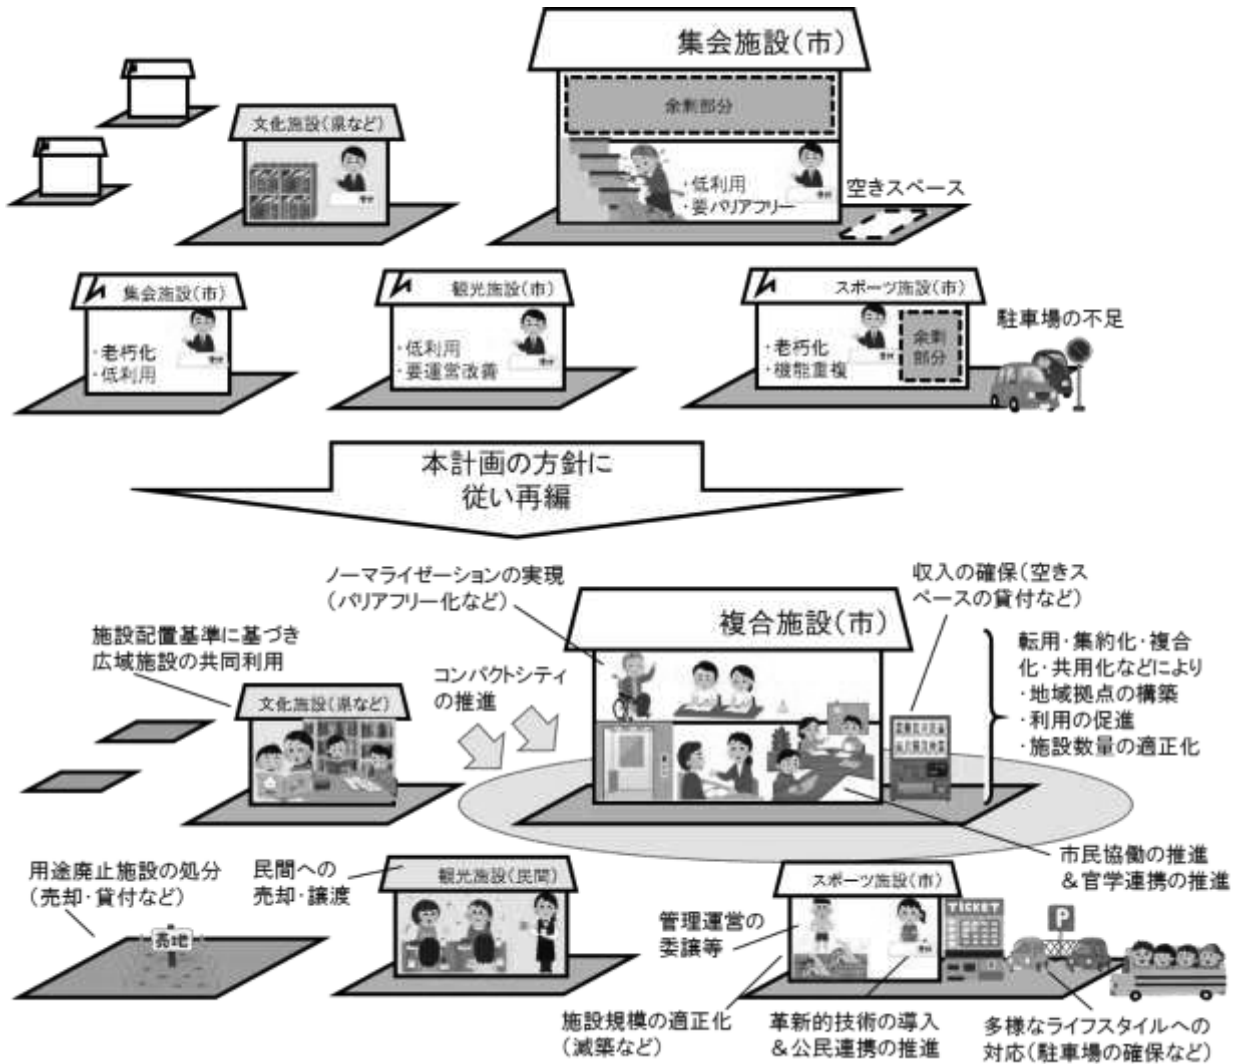 集会施設(市)
余剰部分
文化施設(県など)
受付
・低利用
・要バリアフリー
受付
空きスペース
集会施設(市)
・老朽化
・低利用
受付
観光施設(市)
・低利用
・要運営改善
受付
スポーツ施設(市)
・老朽化
・機能重複
受付
余剰
部分
駐車場の不足
本計画の方針に
従い再編
ノーマライゼーションの実現
(バリアフリー化など)
収入の確保(空きス
ペースの貸付など)
施設配置基準に基づき
広域施設の共同利用
コンパクトシティ
の推進
複合施設(市)
転用・集約化・複合
化・共用化などにより
・地域拠点の構築
・利用の促進
・施設数量の適正化
文化施設(県など)
市民協働の推進
&官学連携の推進
用途廃止施設の処分
(売却・貸付など)
売地
民間への
売却・譲渡
観光施設(民間)
スポーツ施設(市)
TICKET
P
管理運営の
委譲等
施設規模の適正化
(減築など)
革新的技術の導入
&公民連携の推進
多様なライフスタイルへの
対応(駐車場の確保など)